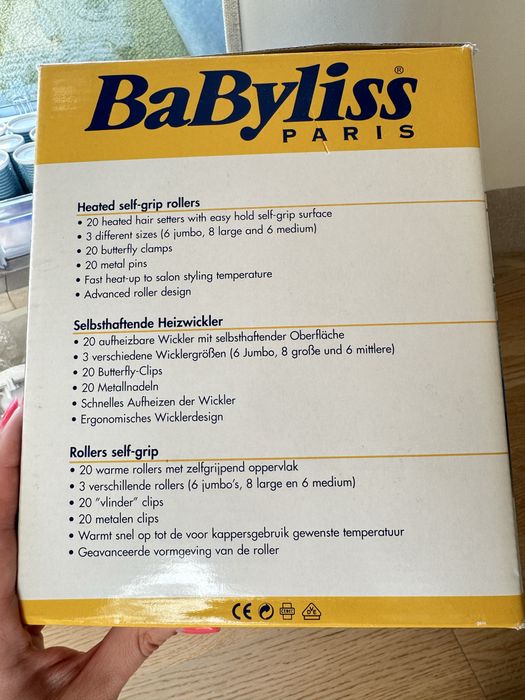 BaByliss®
PARIS
Heated self-grip rollers
• 20 heated hair setters with easy hold self-grip surface
• 3 different sizes (6 jumbo, 8 large and 6 medium)
• 20 butterfly clamps
• 20 metal pins
• Fast heat-up to salon styling temperature
• Advanced roller design
Selbsthaftende Heizwickler
• 20 aufheizbare Wickler mit selbsthaftender Oberfläche
• 3 verschiedene Wicklergrößen (6 Jumbo, 8 große und 6 mittlere)
• 20 Butterfly-Clips
• 20 Metallnadeln
• Schnelles Aufheizen der Wickler
• Ergonomisches Wicklerdesign
Rollers self-grip
• 20 warme rollers met zelfgrijpend oppervlak
• 3 verschillende rollers (6 jumbo's, 8 large en 6 medium)
• 20 "vlinder" clips
• 20 metalen clips
• Warmt snel op tot de voor kappersgebruik gewenste temperatuur
• Geavanceerde vormgeving van de roller
CE